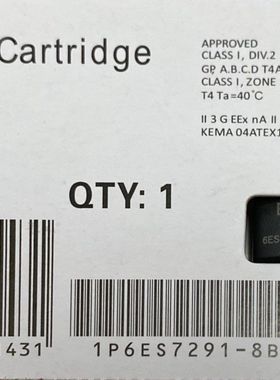 Cartridge
APPROVED
CLASS I, DIV.2
GP. A.B.C.D T4A
CLASS I, ZONE
T4 Ta=40°C
II 3 G EEx nA II
KEMA 04ATEX1
QTY: 1
6ES
431
1P6ES7291-8B